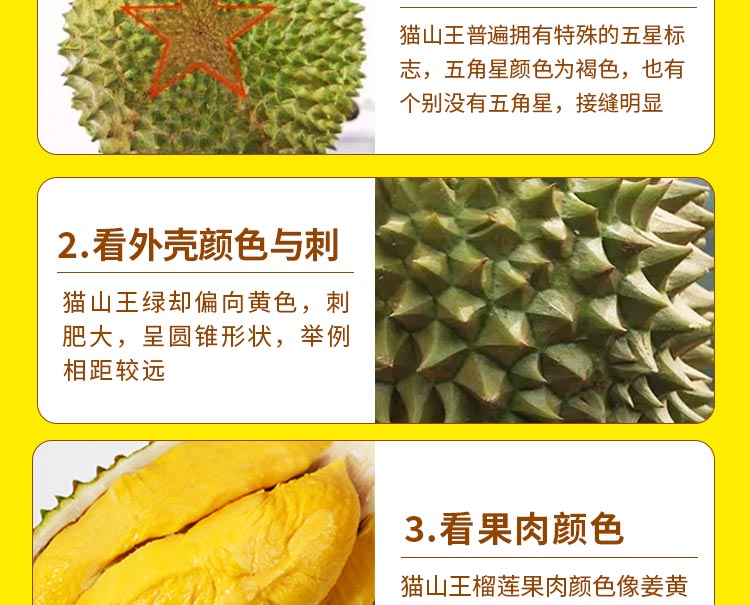 猫山王普遍拥有特殊的五星标
志，五角星颜色为褐色，也有
个别没有五角星，接缝明显
2.看外壳颜色与刺
猫山王绿却偏向黄色，刺
肥大，呈圆锥形状，举例
相距较远
3.看果肉颜色
猫山王榴莲果肉颜色像姜黄